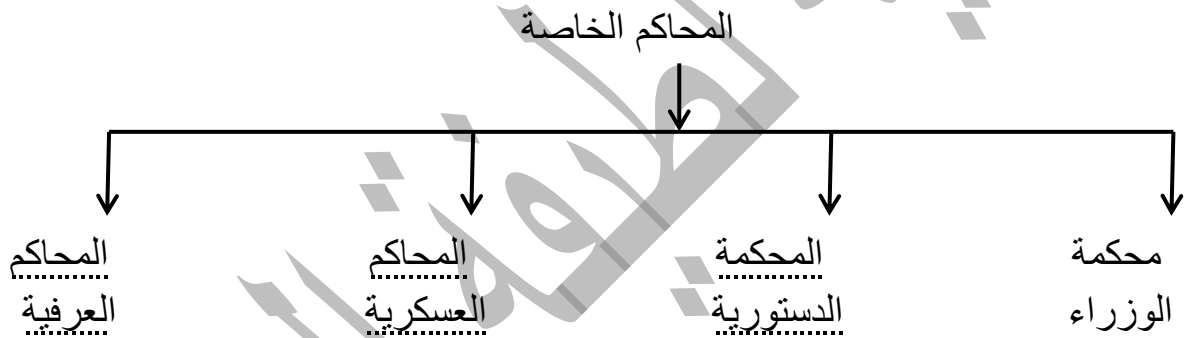 المحاكم الخاصة
محكمة الوزراء
المحكمة الدستورية
المحاكم العسكرية
المحاكم العرفية